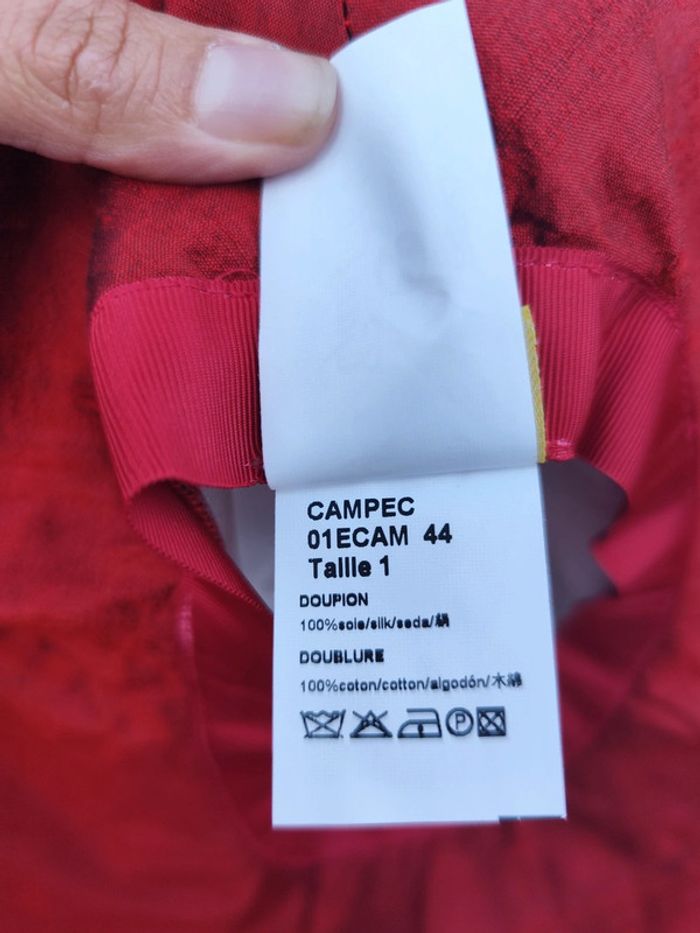 CAMPEC
01ECAM 44
Taille 1
DOUPION
100%soie/silk/seda/絹
DOUBLURE
100%coton/cotton/algodón/木綿
P